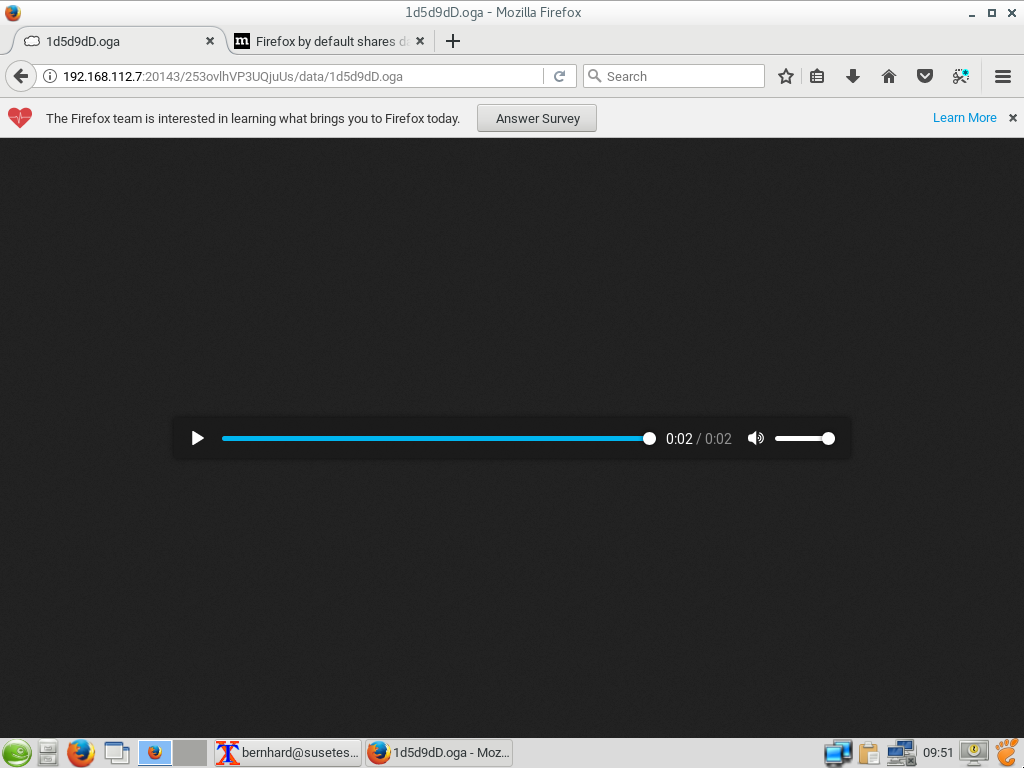 1d5d9dD.oga - Mozilla Firefox
1d5d9dD.oga
m Firefox by default shares da
192.168.112.7:20143/253ovlhVP3UQjuUs/data/1d5d9dD.oga
Search
The Firefox team is interested in learning what brings you to Firefox today.
Answer Survey
Learn More
0:02 / 0:02
bernhard@susetes...
1d5d9dD.oga - Moz...
09:51